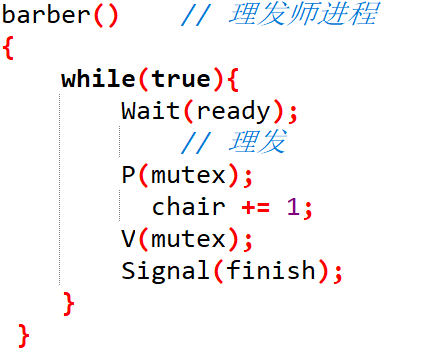 barber()    // 理发师进程
{
    while(true){
        Wait(ready);
            // 理发
        P(mutex);
          chair += 1;
        V(mutex);
        Signal(finish);
    }
 }